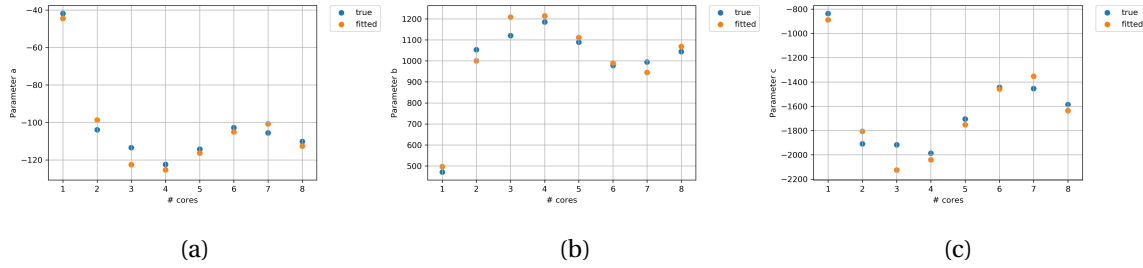 −40
−60
−80
−100
−120
Parameter a
1 2 3 4 5 6 7 8
# cores
true
fitted
(a)
1200
1100
1000
900
800
700
600
500
Parameter b
1 2 3 4 5 6 7 8
# cores
true
fitted
(b)
−800
−1000
−1200
−1400
−1600
−1800
−2000
−2200
Parameter c
1 2 3 4 5 6 7 8
# cores
true
fitted
(c)